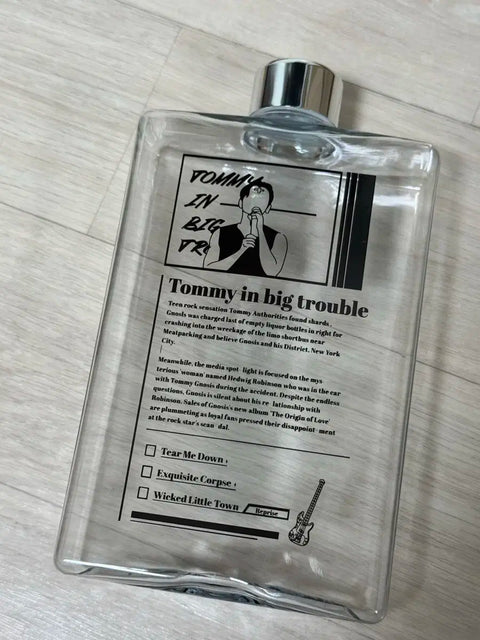 TOMMY
IN
BIG
TR
Tommy in big trouble
Teen rock sensation Tommy Authorities found shards
Gnosis was charged last of empty liquor bottles in right for
crashing into the wreckage of the limo shortbus near
Meatpacking and believe Gnosis and his District, New York
City.
Meanwhile, the media spot light is focused on the mys
terious 'woman' named Hedwig Robinson who was in the car
with Tommy Gnosis during the accident. Despite the endless
questions, Gnosis is silent about his re lationship with
Robinson. Sales of Gnosis's new album 'The Origin of Love'
are plummeting as loyal fans pressed their disappoint ment
at the rock star's scan dal.
Tear Me Down,
Exquisite Corpse,
Wicked Little Town Reprise